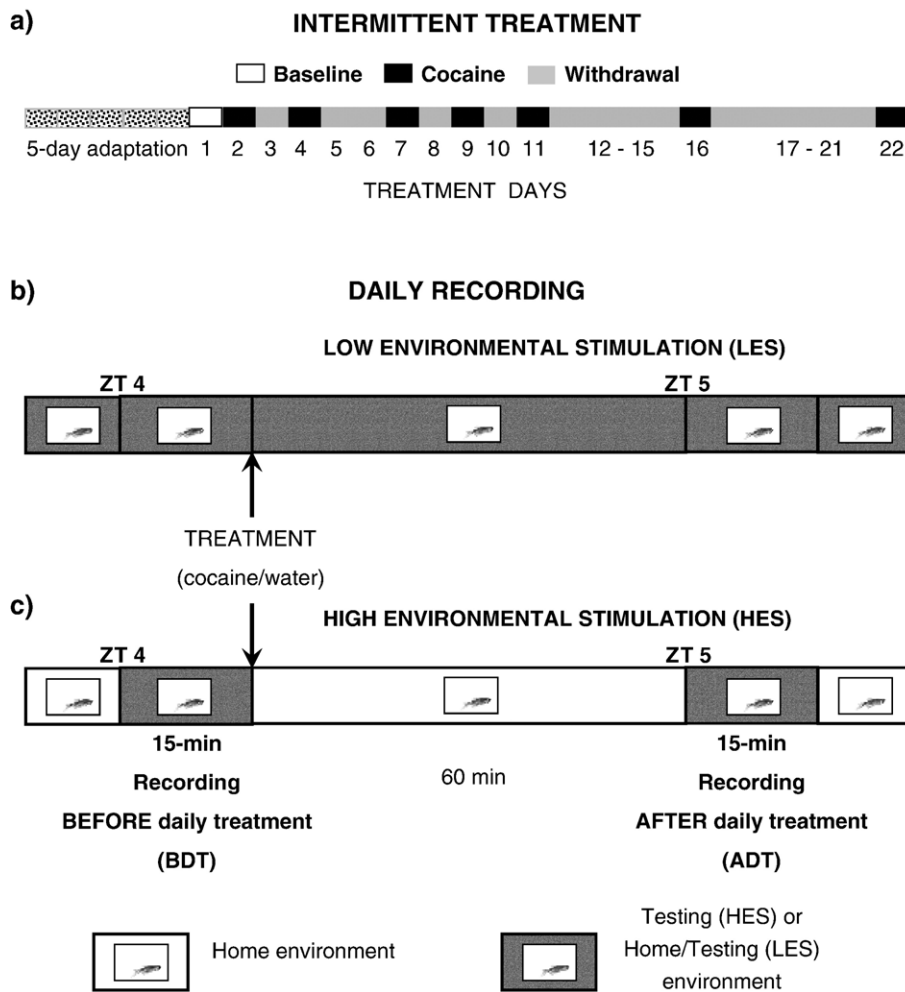 a)
INTERMITTENT TREATMENT
Baseline Cocaine Withdrawal
5-day adaptation 1 2 3 4 5 6 7 8 9 10 11 12 - 15 16 17 - 21 22
TREATMENT DAYS
b)
DAILY RECORDING
LOW ENVIRONMENTAL STIMULATION (LES)
ZT 4 ZT 5
TREATMENT
(cocaine/water)
c)
HIGH ENVIRONMENTAL STIMULATION (HES)
ZT 4 ZT 5
15-min
Recording
BEFORE daily treatment
(BDT)
60 min
15-min
Recording
AFTER daily treatment
(ADT)
Home environment
Testing (HES) or
Home/Testing (LES)
environment